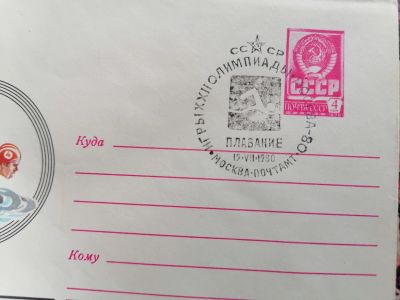 СССР
ИГРЫ XXII ОЛИМПИАДЫ
ПЛАВАНИЕ
19·VII·1980
МОСКВА·ПОЧТАМТ
СССР
ПОЧТА СССР
4
Куда
Кому